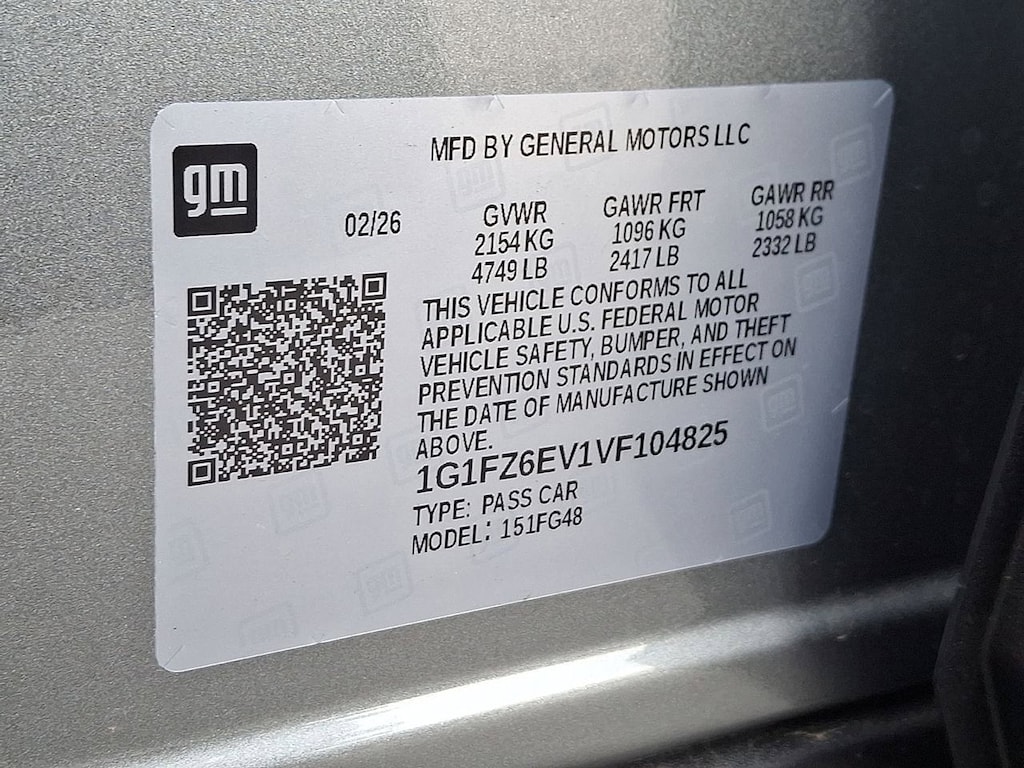 gm
MFD BY GENERAL MOTORS LLC
02/26
GVWR
2154 KG
4749 LB
GAWR FRT
1096 KG
2417 LB
GAWR RR
1058 KG
2332 LB
THIS VEHICLE CONFORMS TO ALL
APPLICABLE U.S. FEDERAL MOTOR
VEHICLE SAFETY, BUMPER, AND THEFT
PREVENTION STANDARDS IN EFFECT ON
THE DATE OF MANUFACTURE SHOWN
ABOVE.
1G1FZ6EV1VF104825
TYPE: PASS CAR
MODEL: 151FG48